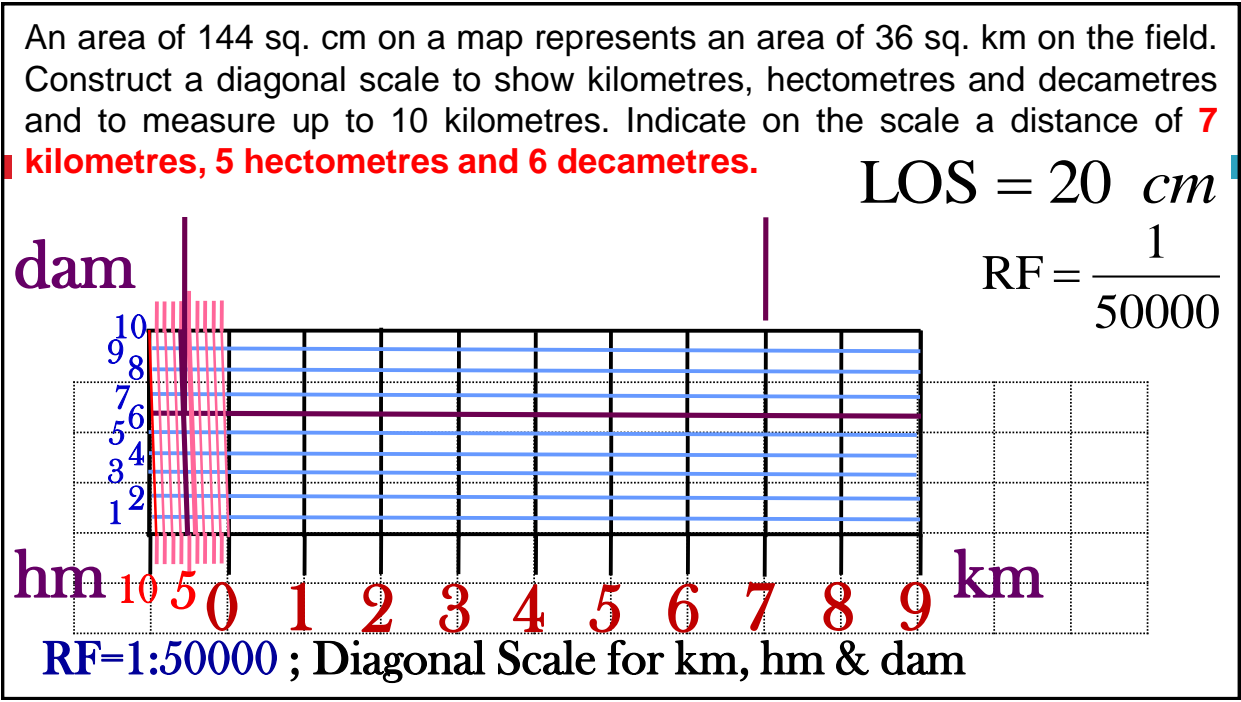 An area of 144 sq. cm on a map represents an area of 36 sq. km on the field.
Construct a diagonal scale to show kilometres, hectometres and decametres
and to measure up to 10 kilometres. Indicate on the scale a distance of 7
kilometres, 5 hectometres and 6 decametres.
LOS = 20 cm
RF = 1
50000
dam
10
9
8
7
6
5
4
3
2
1
hm 10 5 0 1 2 3 4 5 6 7 8 9 km
RF=1:50000 ; Diagonal Scale for km, hm & dam